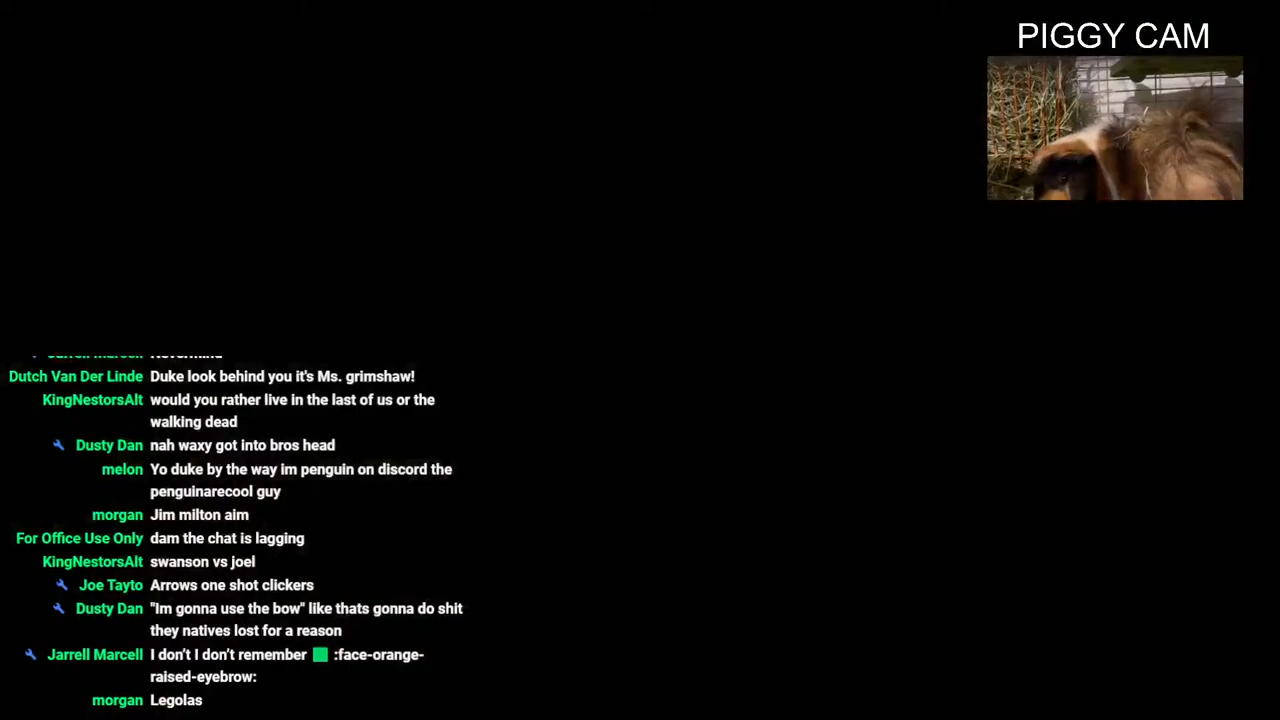 PIGGY CAM
Dutch Van Der Linde Duke look behind you it's Ms. grimshaw!
KingNestorsAlt would you rather live in the last of us or the
walking dead
Dusty Dan nah waxy got into bros head
melon Yo duke by the way im penguin on discord the
penguinarecool guy
morgan Jim milton aim
For Office Use Only dam the chat is lagging
KingNestorsAlt swanson vs joel
Joe Tayto Arrows one shot clickers
Dusty Dan "Im gonna use the bow" like thats gonna do shit
they natives lost for a reason
Jarrell Marcell I don't I don't remember :face-orange-
raised-eyebrow:
morgan Legolas